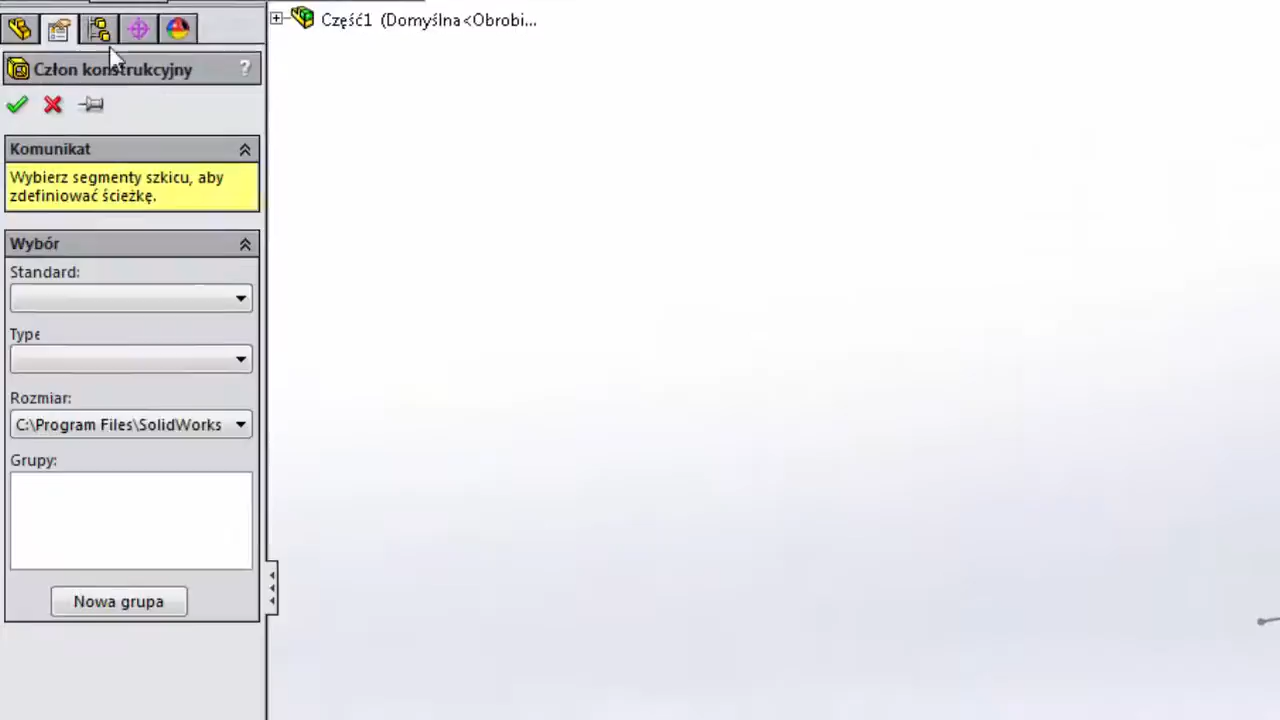 Część1 (Domyślna<Obrobi...
Człon konstrukcyjny ?
Komunikat
Wybierz segmenty szkicu, aby
zdefiniować ścieżkę.
Wybór
Standard:
Type
Rozmiar:
C:\Program Files\SolidWorks
Grupy:
Nowa grupa